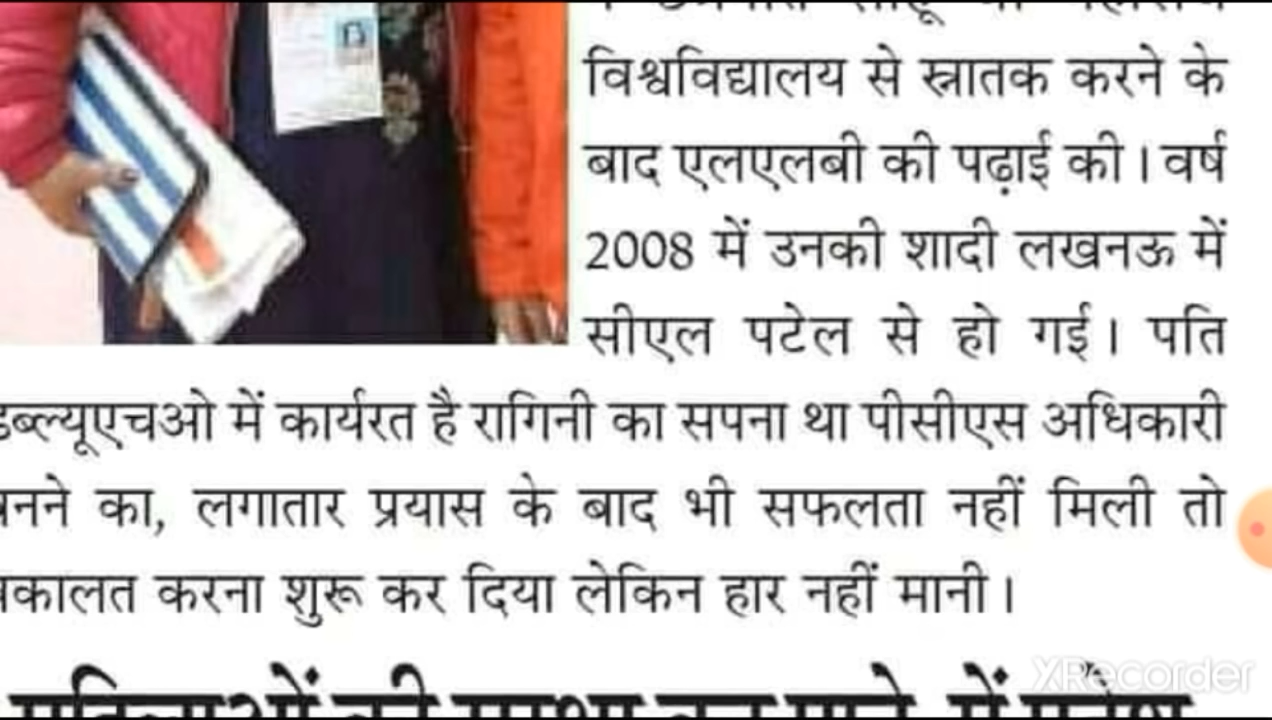 विश्वविद्यालय से स्नातक करने के
बाद एलएलबी की पढ़ाई की। वर्ष
2008 में उनकी शादी लखनऊ में
सीएल पटेल से हो गई। पति
डब्ल्यूएचओ में कार्यरत है रागिनी का सपना था पीसीएस अधिकारी
बनने का, लगातार प्रयास के बाद भी सफलता नहीं मिली तो
वकालत करना शुरू कर दिया लेकिन हार नहीं मानी।
XRecorder